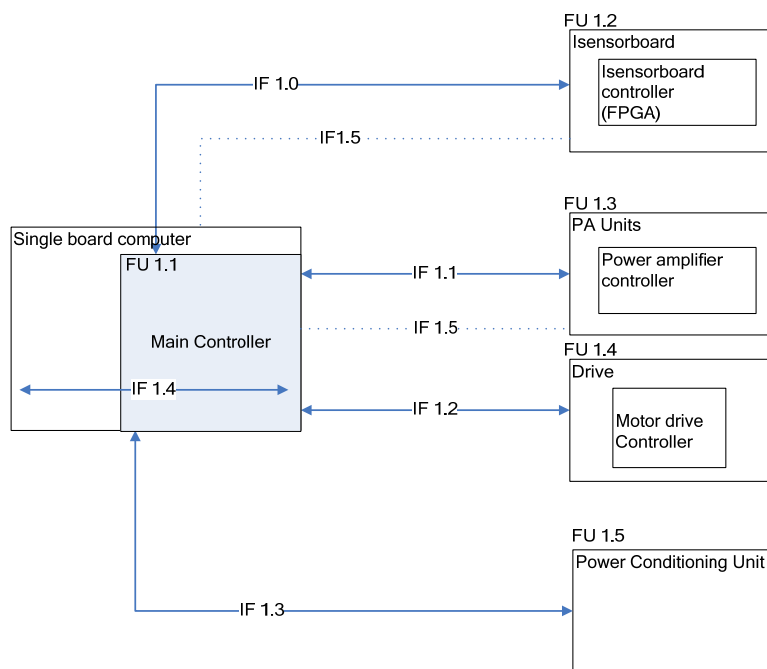 FU 1.2
Isensorboard
Isensorboard
controller
(FPGA)
IF 1.0
IF1.5
FU 1.3
PA Units
Power amplifier
controller
Single board computer
FU 1.1
IF 1.1
IF 1.5
Main Controller
FU 1.4
Drive
IF 1.4
IF 1.2
Motor drive
Controller
FU 1.5
Power Conditioning Unit
IF 1.3